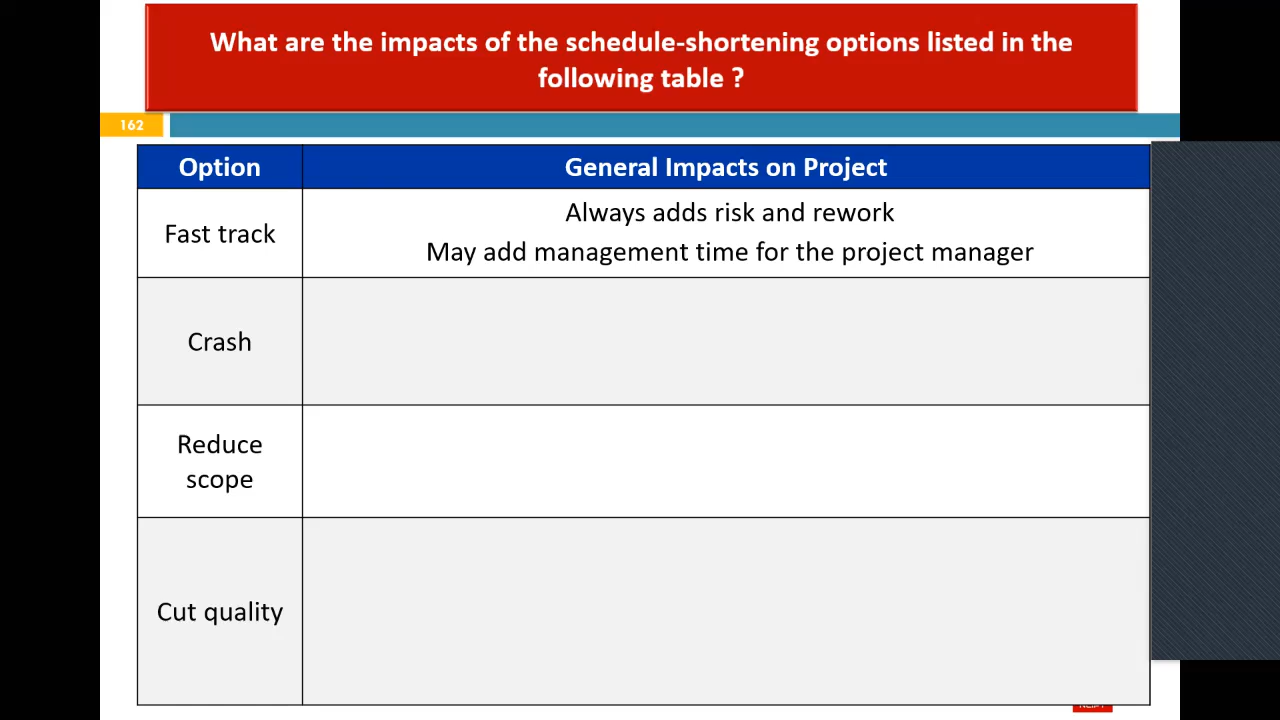 What are the impacts of the schedule-shortening options listed in the
following table ?
162
Option
General Impacts on Project
Fast track
Always adds risk and rework
May add management time for the project manager
Crash
Reduce
scope
Cut quality